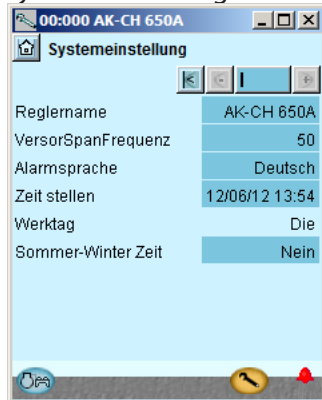 00:000 AK-CH 650A
Systemeinstellung
Reglername AK-CH 650A
VersorSpanFrequenz 50
Alarmsprache Deutsch
Zeit stellen 12/06/12 13:54
Werktag Die
Sommer-Winter Zeit Nein